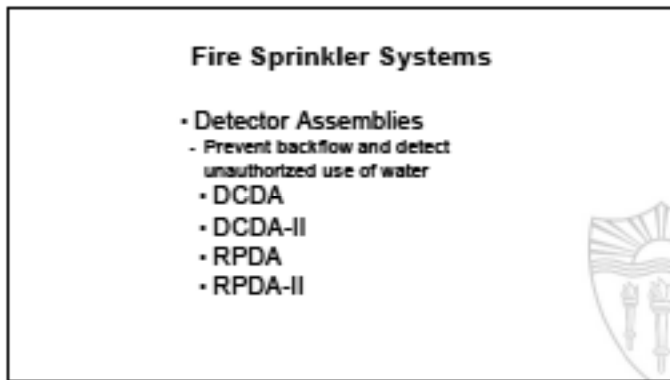 Fire Sprinkler Systems
• Detector Assemblies
- Prevent backflow and detect
unauthorized use of water
• DCDA
• DCDA-II
• RPDA
• RPDA-II